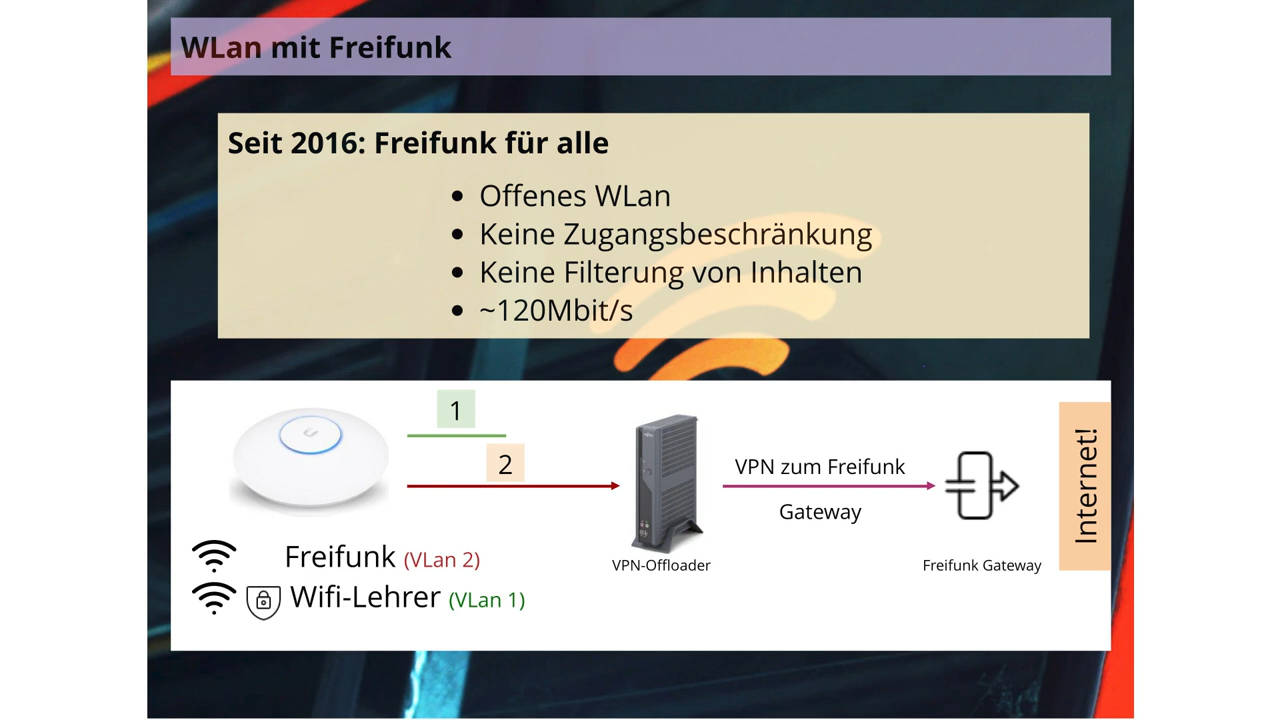 WLan mit Freifunk
Seit 2016: Freifunk für alle
• Offenes WLan
• Keine Zugangsbeschränkung
• Keine Filterung von Inhalten
• ~120Mbit/s
1
2
VPN zum Freifunk
Gateway
Internet!
Freifunk (VLan 2)
Wifi-Lehrer (VLan 1)
VPN-Offloader
Freifunk Gateway